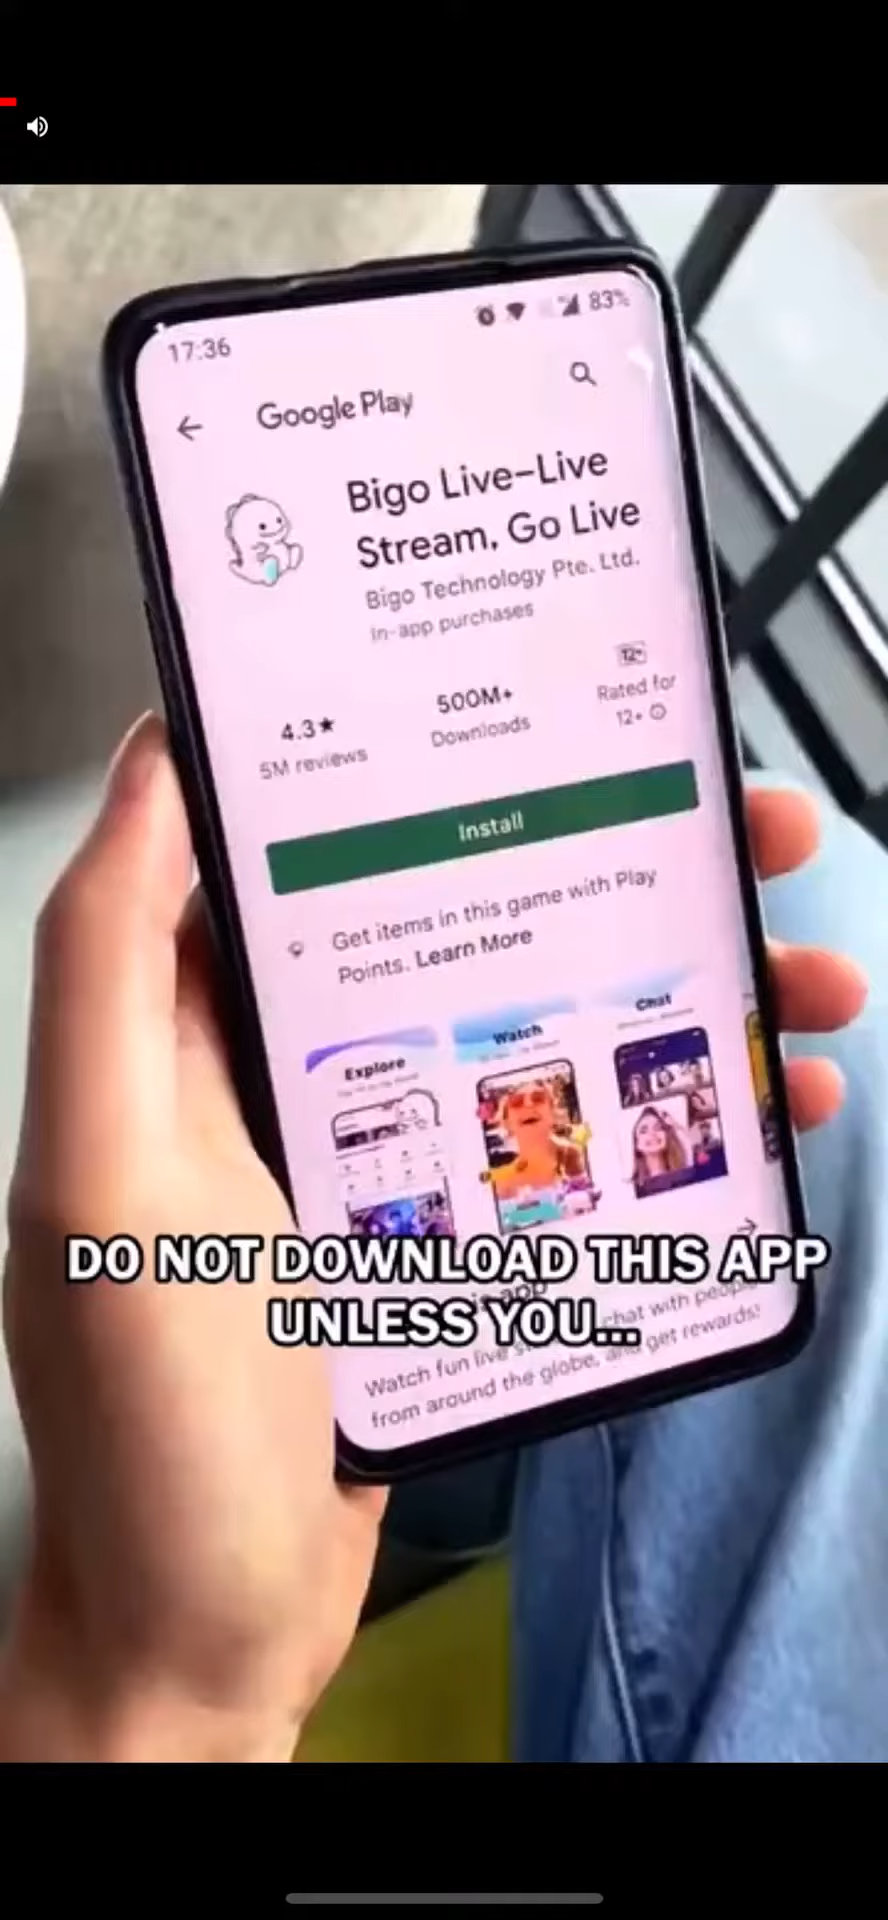 17:36
83%
Google Play
Bigo Live-Live
Stream, Go Live
Bigo Technology Pte. Ltd.
In-app purchases
4.3★
5M reviews
500M+
Downloads
12+
Rated for
12+
Install
Get items in this game with Play
Points. Learn More
Explore
Watch
Chat
DO NOT DOWNLOAD THIS APP
UNLESS YOU...
app
Watch fun live chat with people
from around the globe, and get rewards!